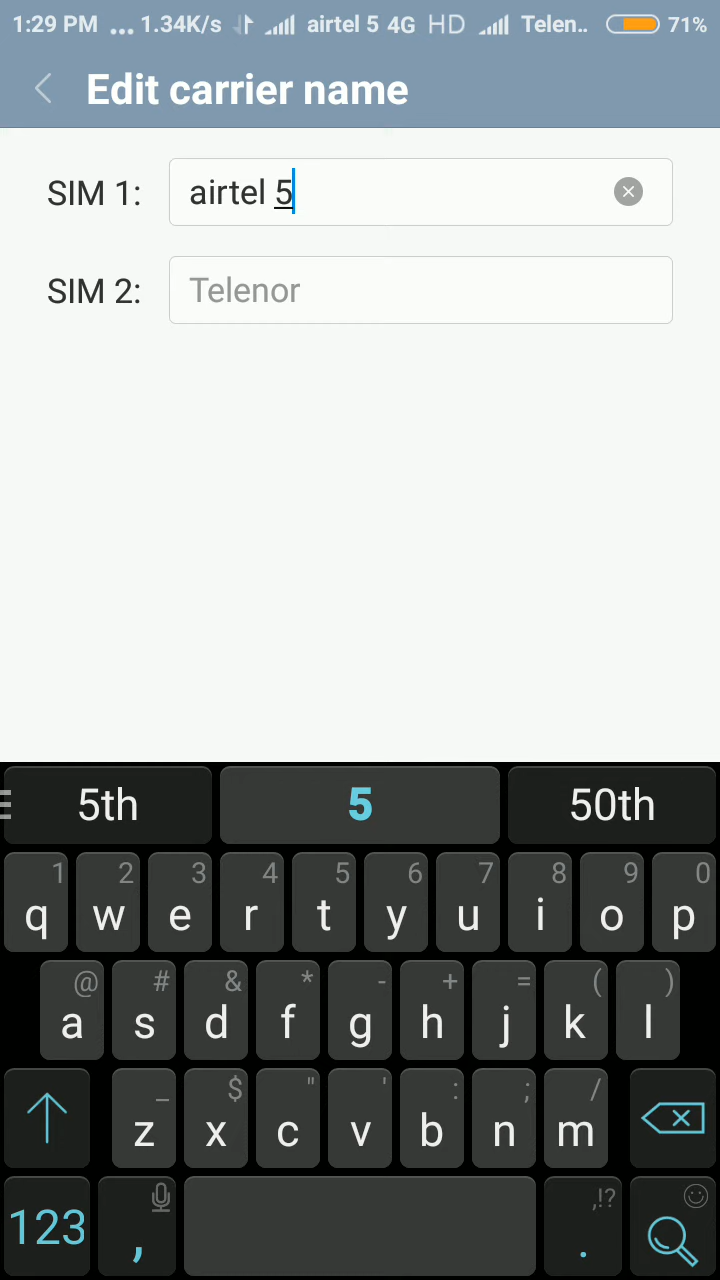 1:29 PM ... 1.34K/s airtel 5 4G HD Telen.. 71%
Edit carrier name
SIM 1: airtel 5
SIM 2: Telenor
5th 5 50th
1 2 3 4 5 6 7 8 9 0
q w e r t y u i o p
@ # & * - + = ( )
a s d f g h j k l
_ $ " ' : ; /
z x c v b n m
,!?
123 , .